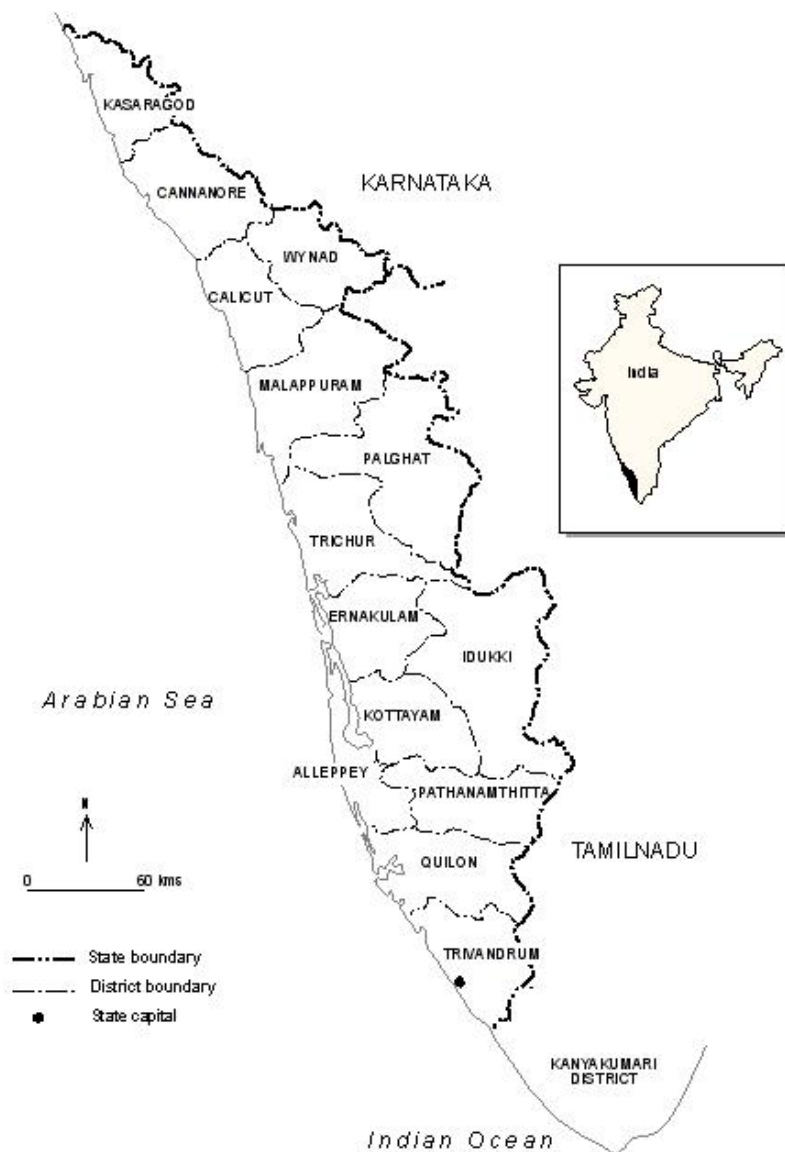 KASARAGOD
KARNATAKA
CANNANORE
WYNAD
CALICUT
India
MALAPPURAM
PALGHAT
TRICHUR
ERNAKULAM
IDUKKI
Arabian Sea
KOTTAYAM
ALLEPPEY
PATHANAMTHITTA
N
TAMILNADU
QUILON
0 60 kms
TRIVANDRUM
State boundary
District boundary
State capital
KANYAKUMARI
DISTRICT
Indian Ocean